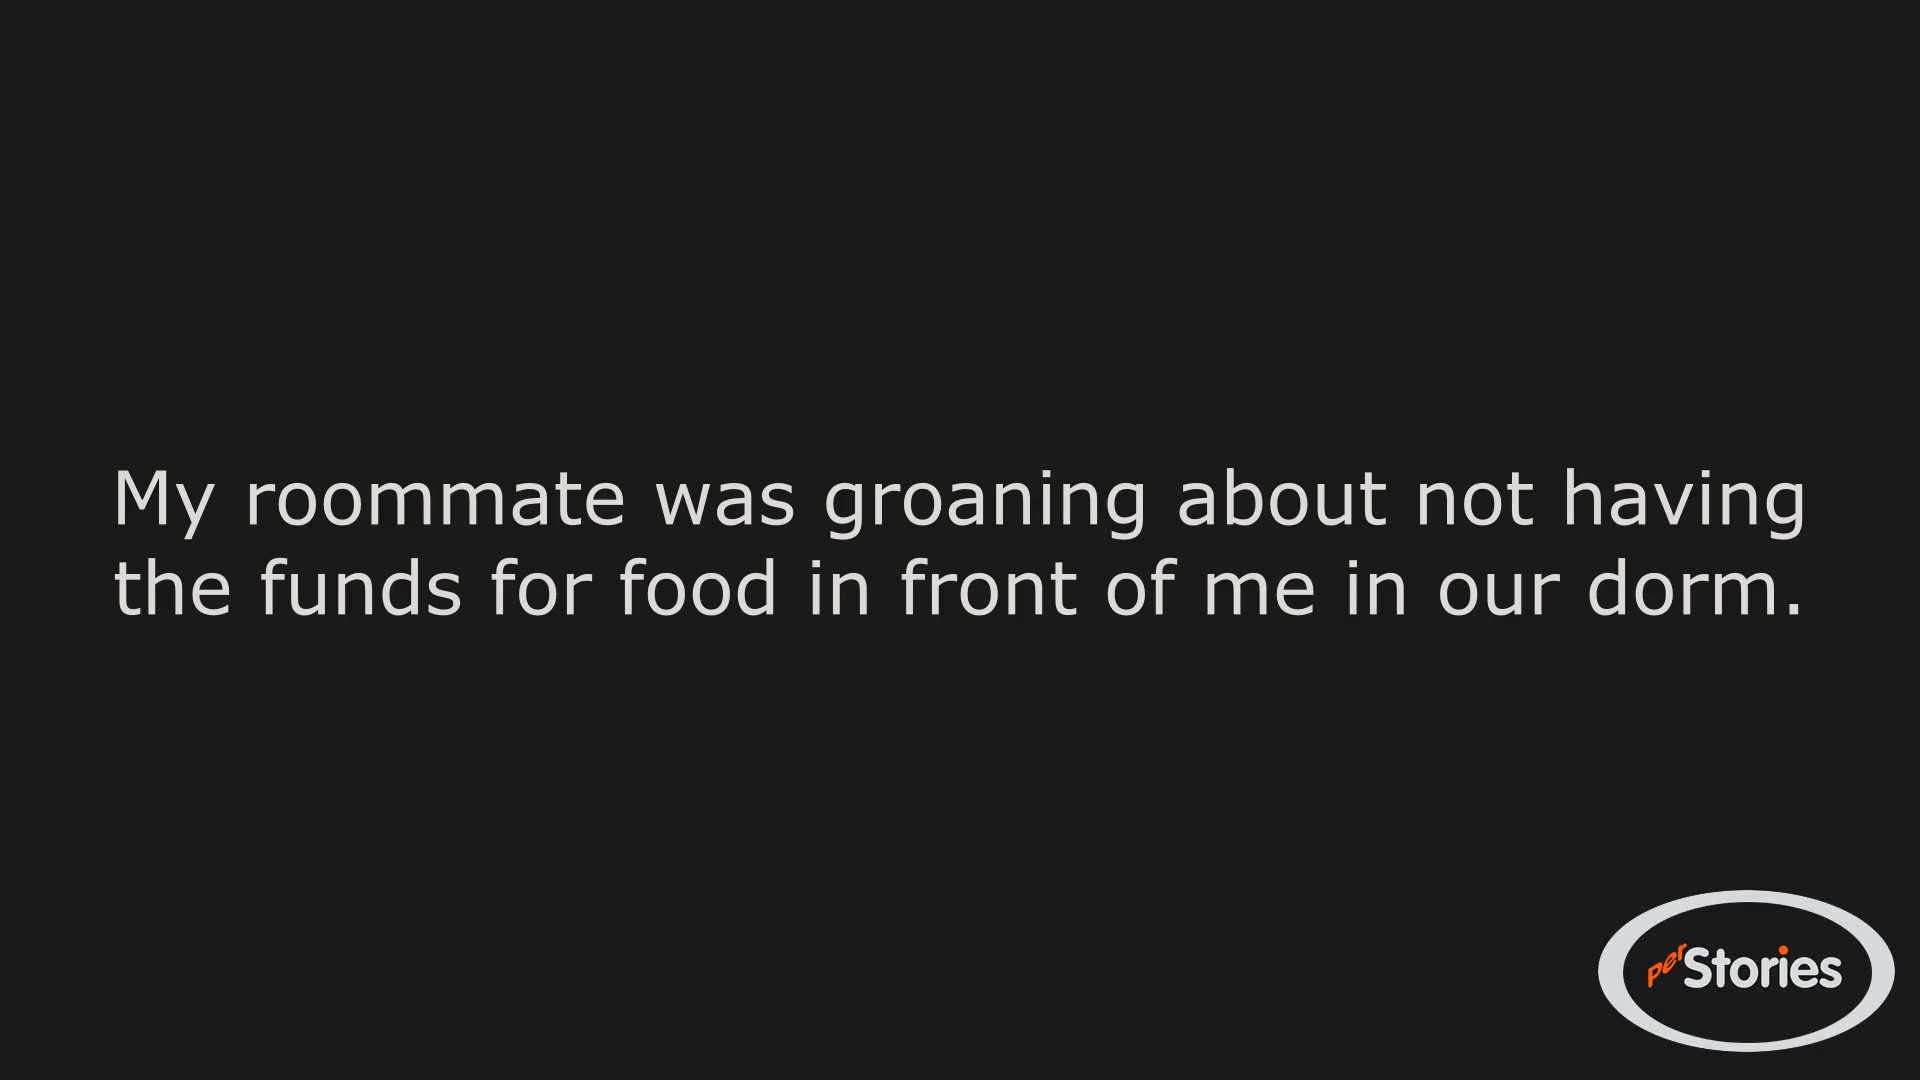 My roommate was groaning about not having
the funds for food in front of me in our dorm.
perStories